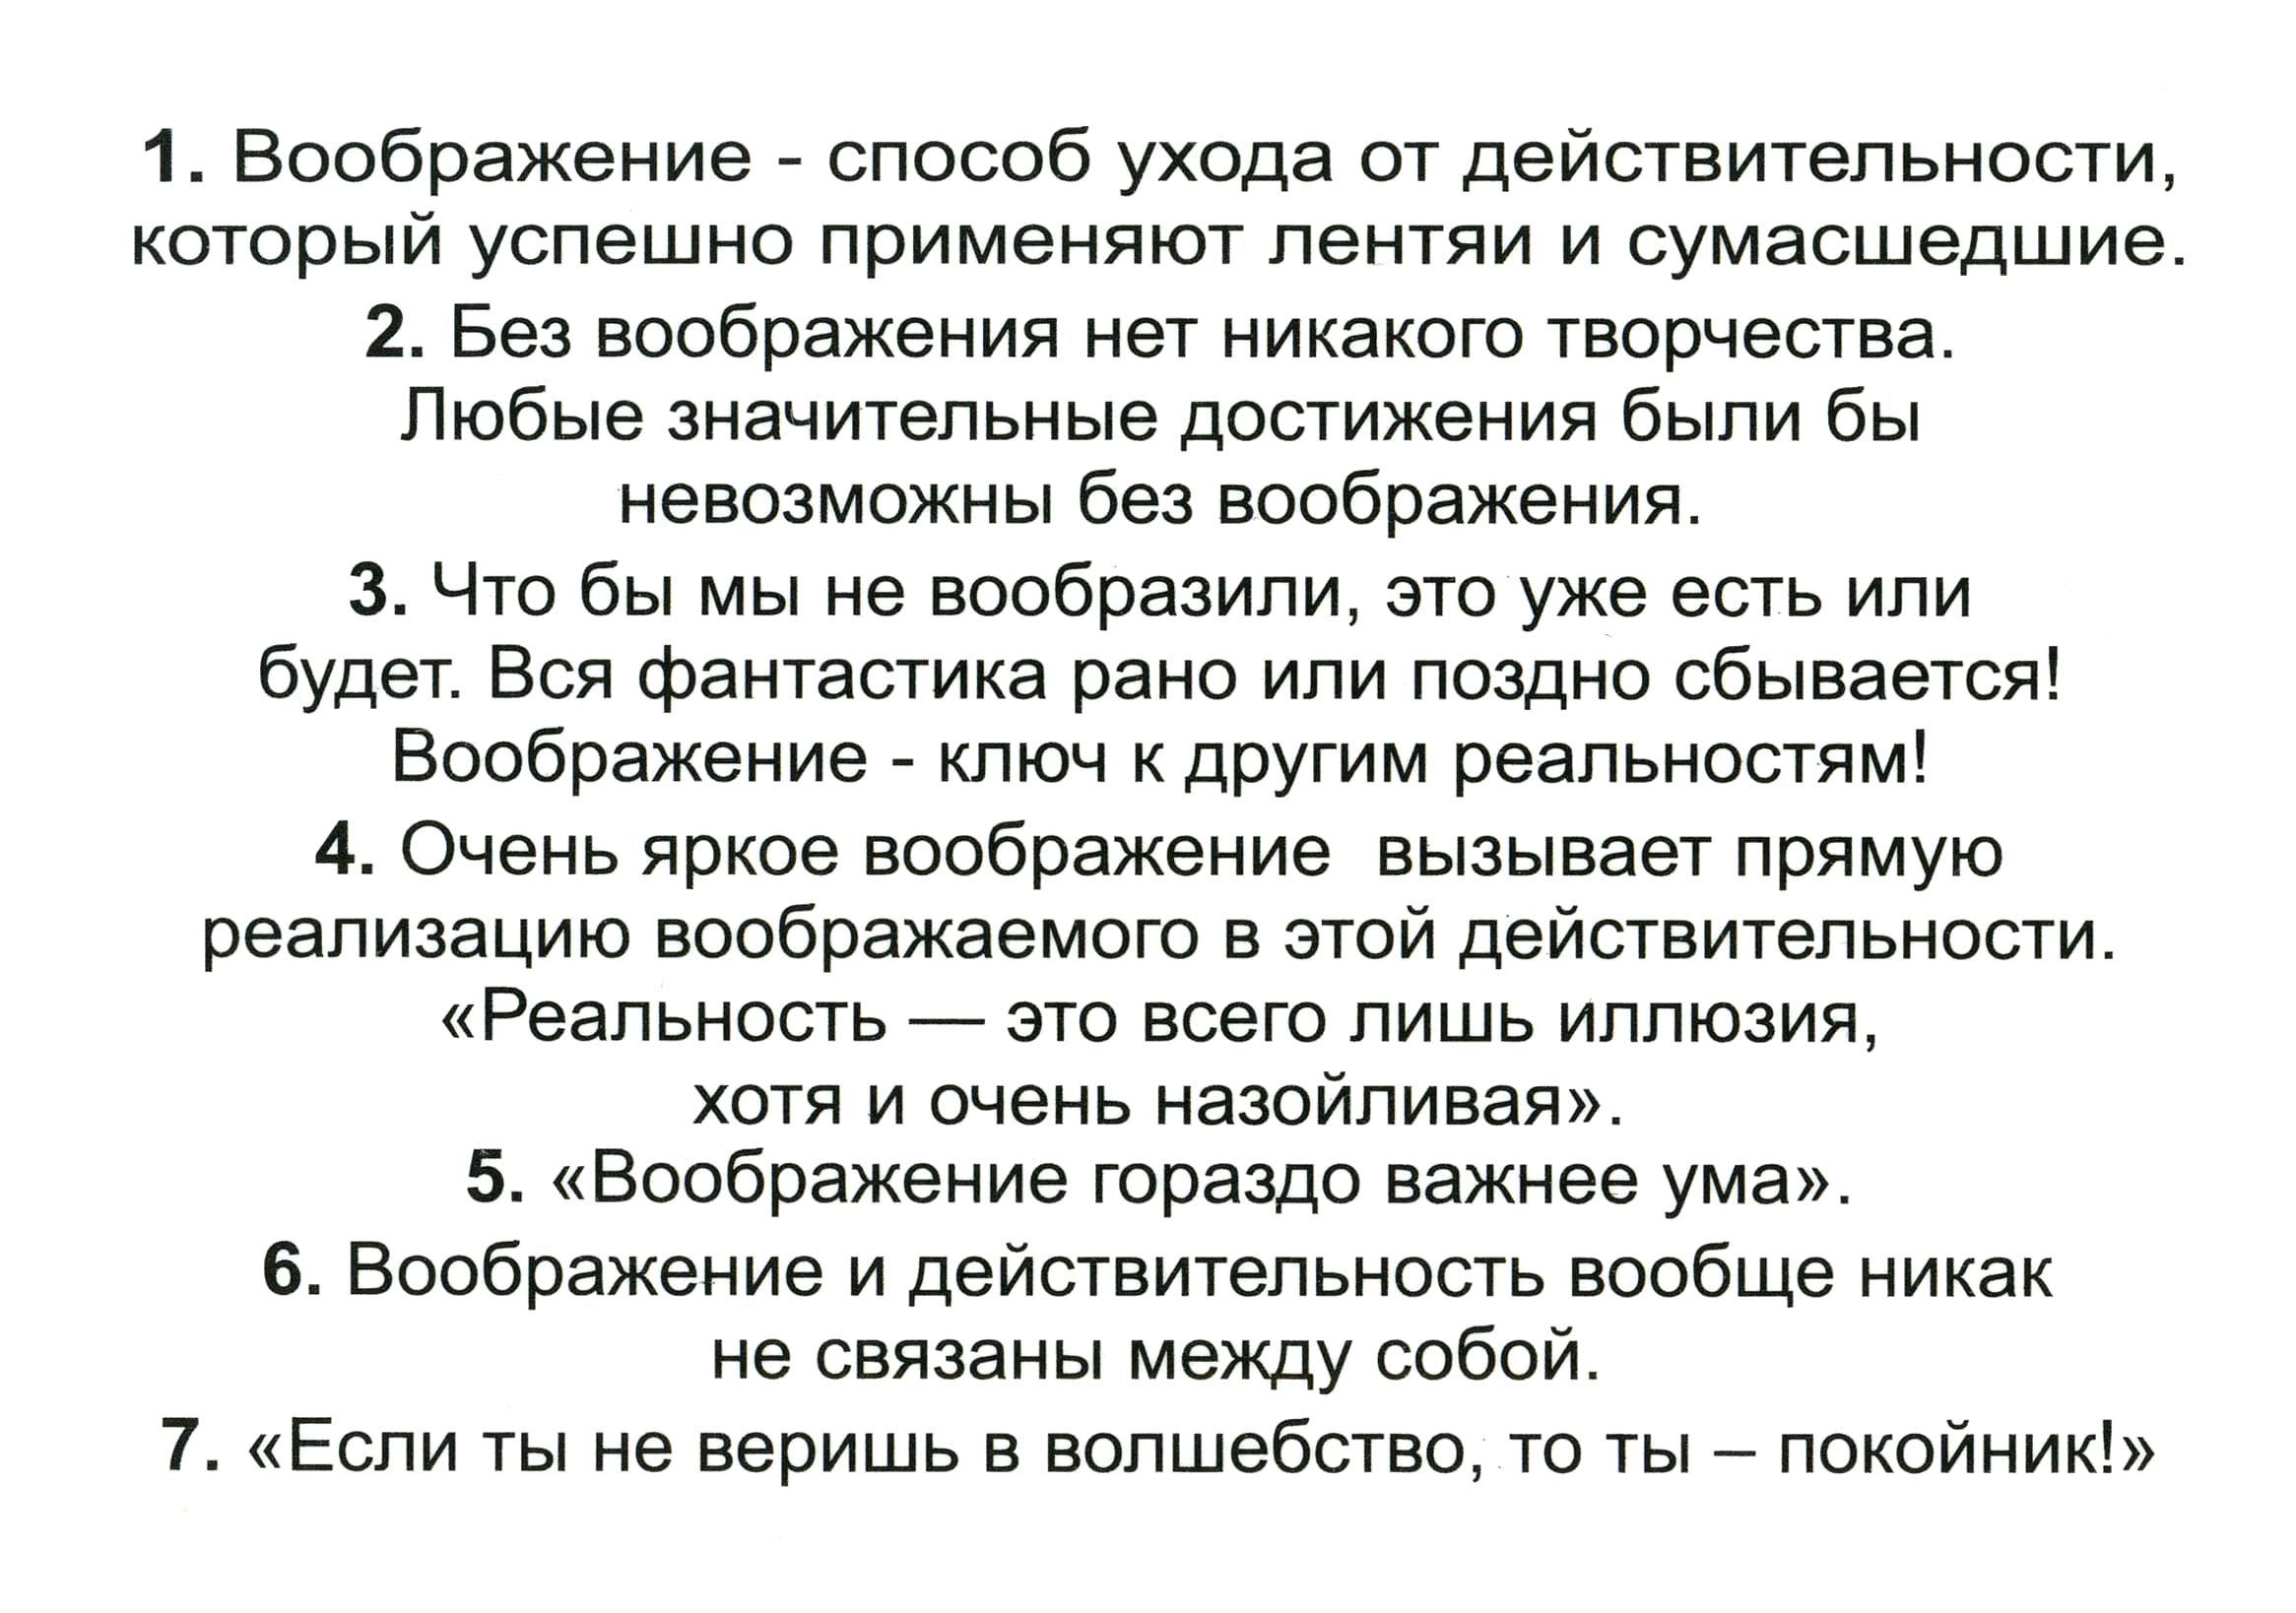 1. Воображение - способ ухода от действительности,
который успешно применяют лентяи и сумасшедшие.
2. Без воображения нет никакого творчества.
Любые значительные достижения были бы
невозможны без воображения.
3. Что бы мы не вообразили, это уже есть или
будет. Вся фантастика рано или поздно сбывается!
Воображение - ключ к другим реальностям!
4. Очень яркое воображение  вызывает прямую
реализацию воображаемого в этой действительности.
«Реальность — это всего лишь иллюзия,
хотя и очень назойливая».
5. «Воображение гораздо важнее ума».
6. Воображение и действительность вообще никак
не связаны между собой.
7. «Если ты не веришь в волшебство, то ты – покойник!»